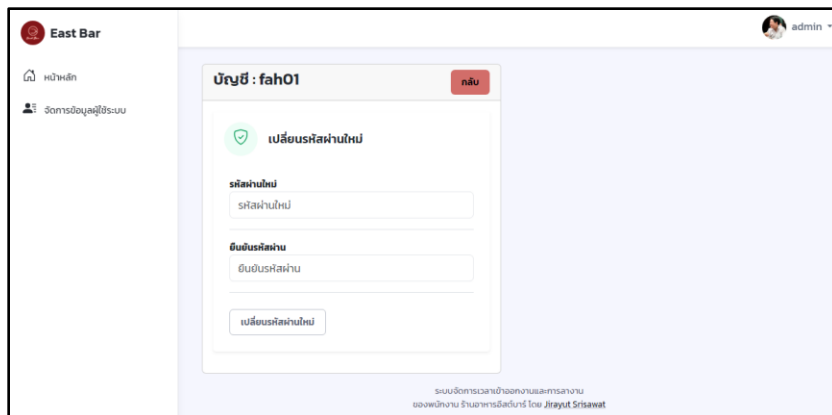 East Bar
admin
หน้าหลัก
จัดการข้อมูลผู้ใช้ระบบ
บัญชี : fah01
กลับ
เปลี่ยนรหัสผ่านใหม่
รหัสผ่านใหม่
รหัสผ่านใหม่
ยืนยันรหัสผ่าน
ยืนยันรหัสผ่าน
เปลี่ยนรหัสผ่านใหม่
ระบบจัดการเวลาเข้าออกงานและการลางาน
ของพนักงาน ร้านอาหารอีสต์บาร์ โดย Jirayut Srisawat